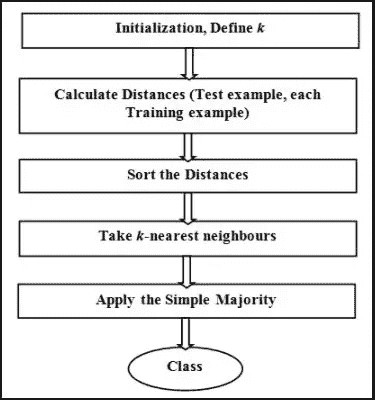 Initialization, Define k
Calculate Distances (Test example, each
Training example)
Sort the Distances
Take k-nearest neighbours
Apply the Simple Majority
Class